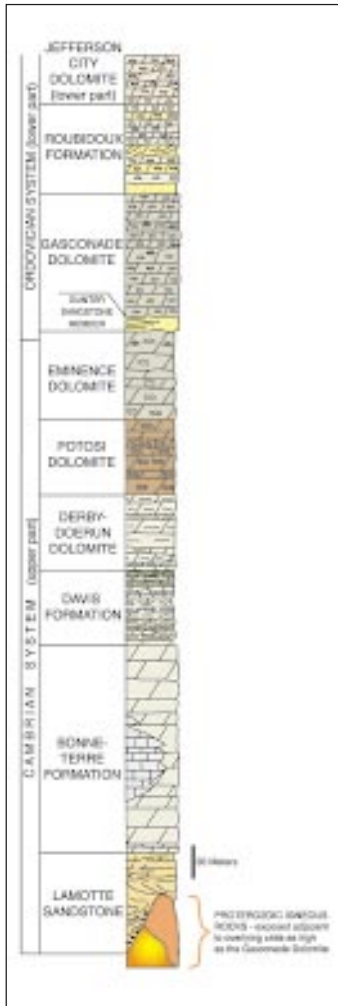 JEFFERSON
CITY
DOLOMITE
(lower part)
ORDOVICIAN SYSTEM (lower part)
ROUBIDOUX
FORMATION
GASCONADE
DOLOMITE
GUNTER
SANDSTONE
MEMBER
EMINENCE
DOLOMITE
POTOSI
DOLOMITE
DERBY-
DOERUN
DOLOMITE
CAMBRIAN SYSTEM (upper part)
DAVIS
FORMATION
BONNE-
TERRE
FORMATION
Meters
LAMOTTE
SANDSTONE
PROTEROZOIC IGNEOUS
ROCKS - exposed adjacent
to overlying units as high
as the Gasconade Dolomite